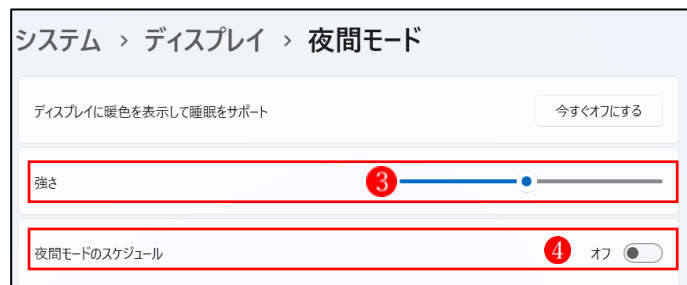 システム > ディスプレイ > 夜間モード
ディスプレイに暖色を表示して睡眠をサポート 今すぐオフにする
強さ 3
夜間モードのスケジュール 4 オフ